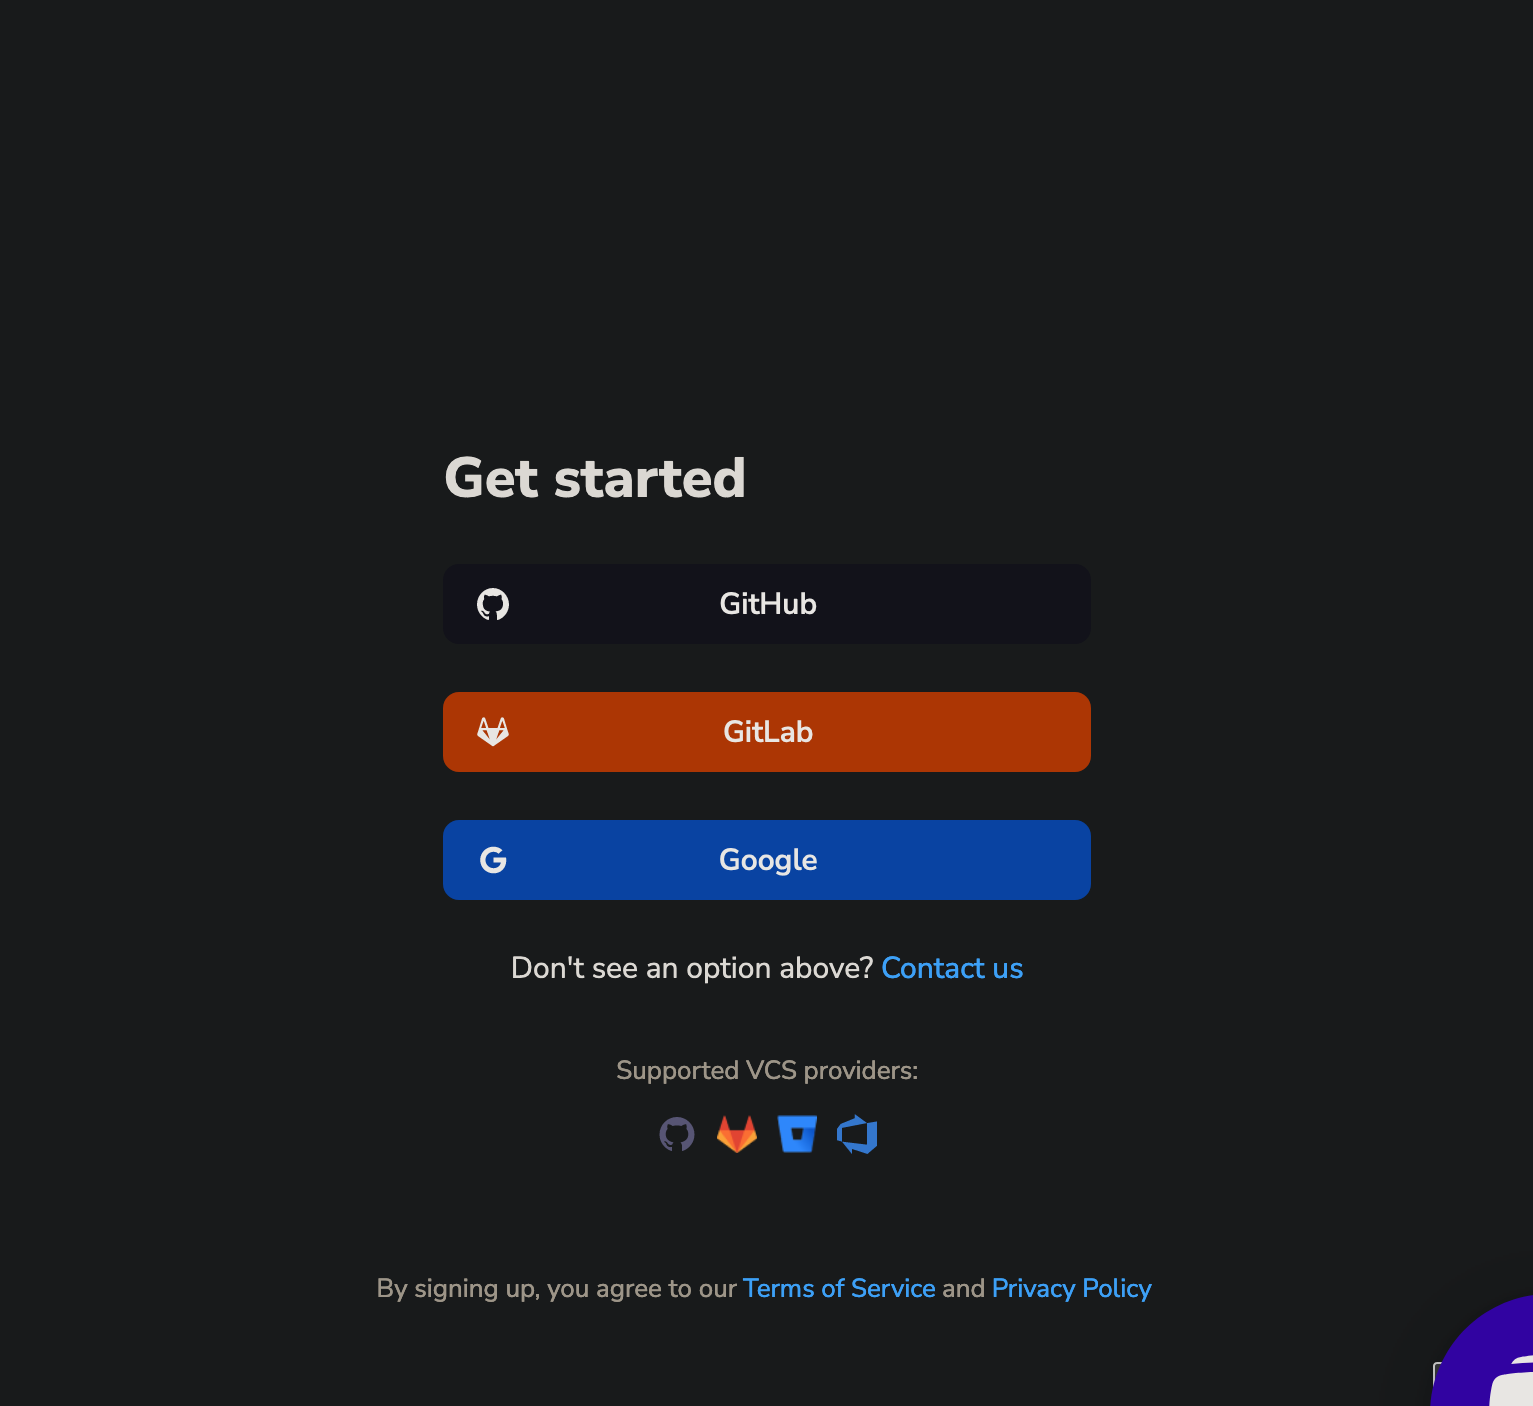 Get started
GitHub
GitLab
Google
Don't see an option above? Contact us
Supported VCS providers:
By signing up, you agree to our Terms of Service and Privacy Policy